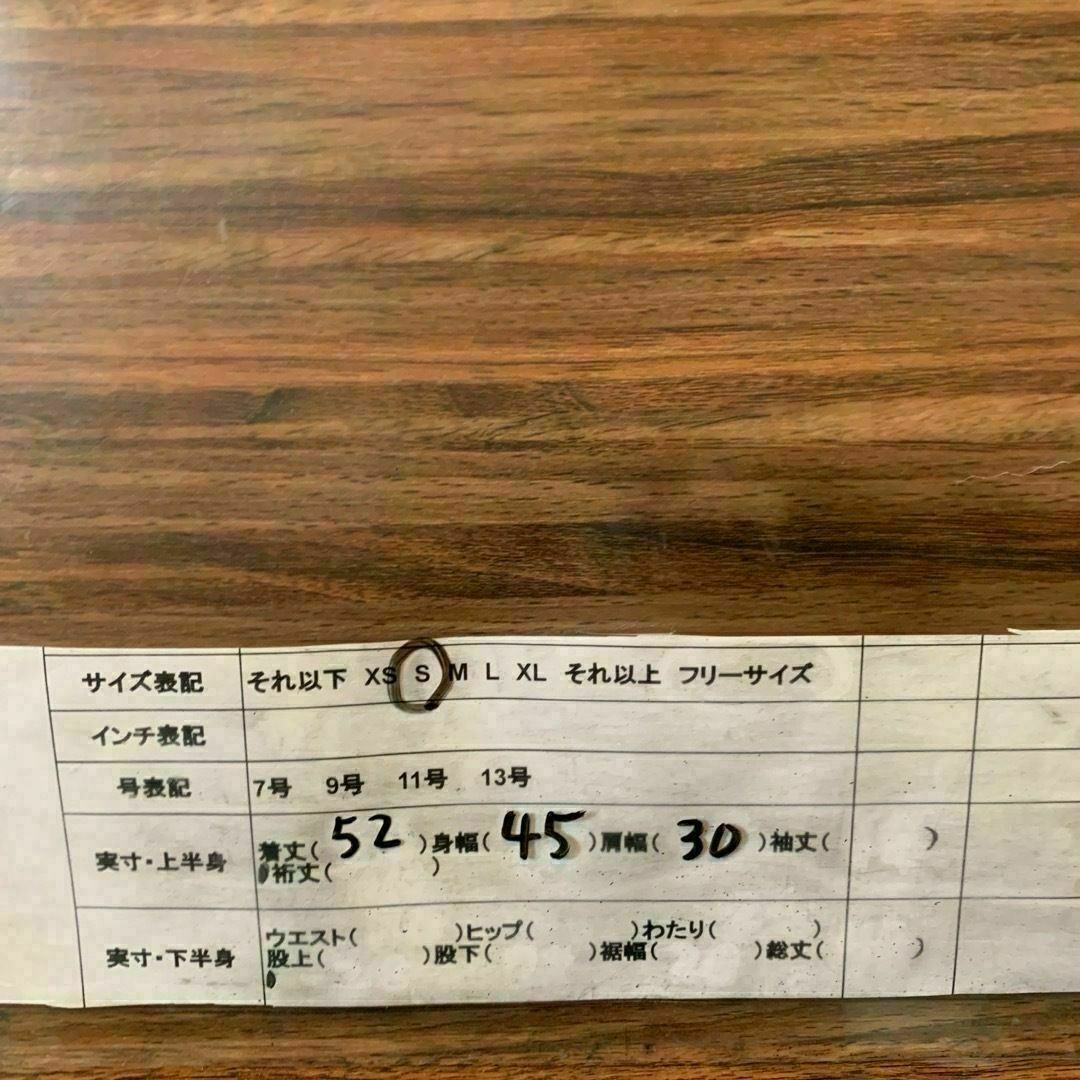 サイズ表記 それ以下 XS S M L XL それ以上 フリーサイズ
インチ表記
号表記 7号 9号 11号 13号
実寸・上半身 着丈( 52 )身幅( 45 )肩幅( 30 )袖丈( )
裄丈( )
実寸・下半身 ウエスト( )ヒップ( )わたり( )
股上( )股下( )裾幅( )総丈( )